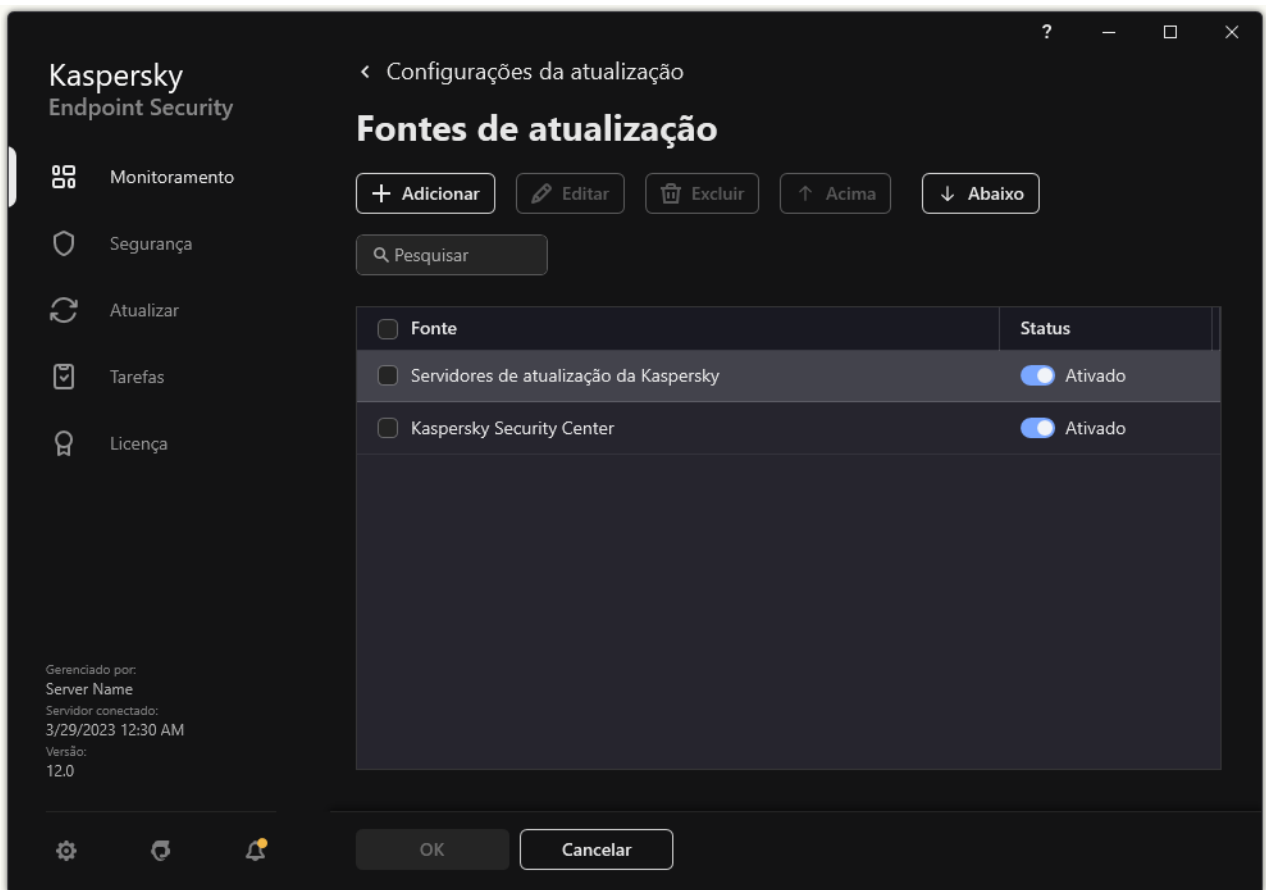 ?
Kaspersky
Endpoint Security
Configurações da atualização
Fontes de atualização
Monitoramento
Segurança
Atualizar
Tarefas
Licença
Adicionar Editar Excluir Acima Abaixo
Pesquisar
Fonte Status
Servidores de atualização da Kaspersky Ativado
Kaspersky Security Center Ativado
Gerenciado por:
Server Name
Servidor conectado:
3/29/2023 12:30 AM
Versão:
12.0
OK Cancelar